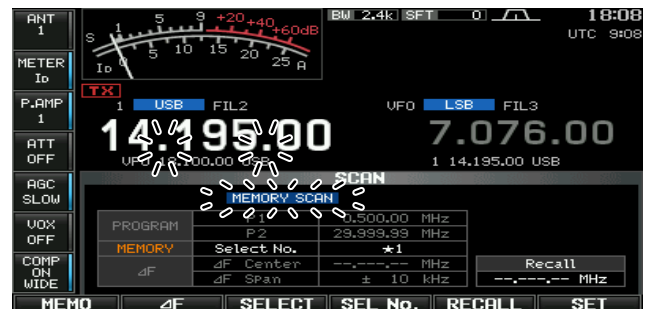 ANT 1
METER ID
P.AMP 1
ATT OFF
AGC SLOW
VOX OFF
COMP ON WIDE
S 1 5 9 +20 +40 +60dB
ID 0 5 10 15 20 25 A
BW 2.4k SFT 0
18:08
UTC 9:08
TX
1 USB FIL2
VFO LSB FIL3
14.195.00
7.076.00
1 14.195.00 USB
SCAN
MEMORY SCAN
PROGRAM P1 0.500.00 MHz
P2 29.999.99 MHz
MEMORY Select No. ★1
ΔF ΔF Center --.---.-- MHz
ΔF Span ± 10 kHz
Recall
--.---.-- MHz
MEMO ΔF SELECT SEL No. RECALL SET